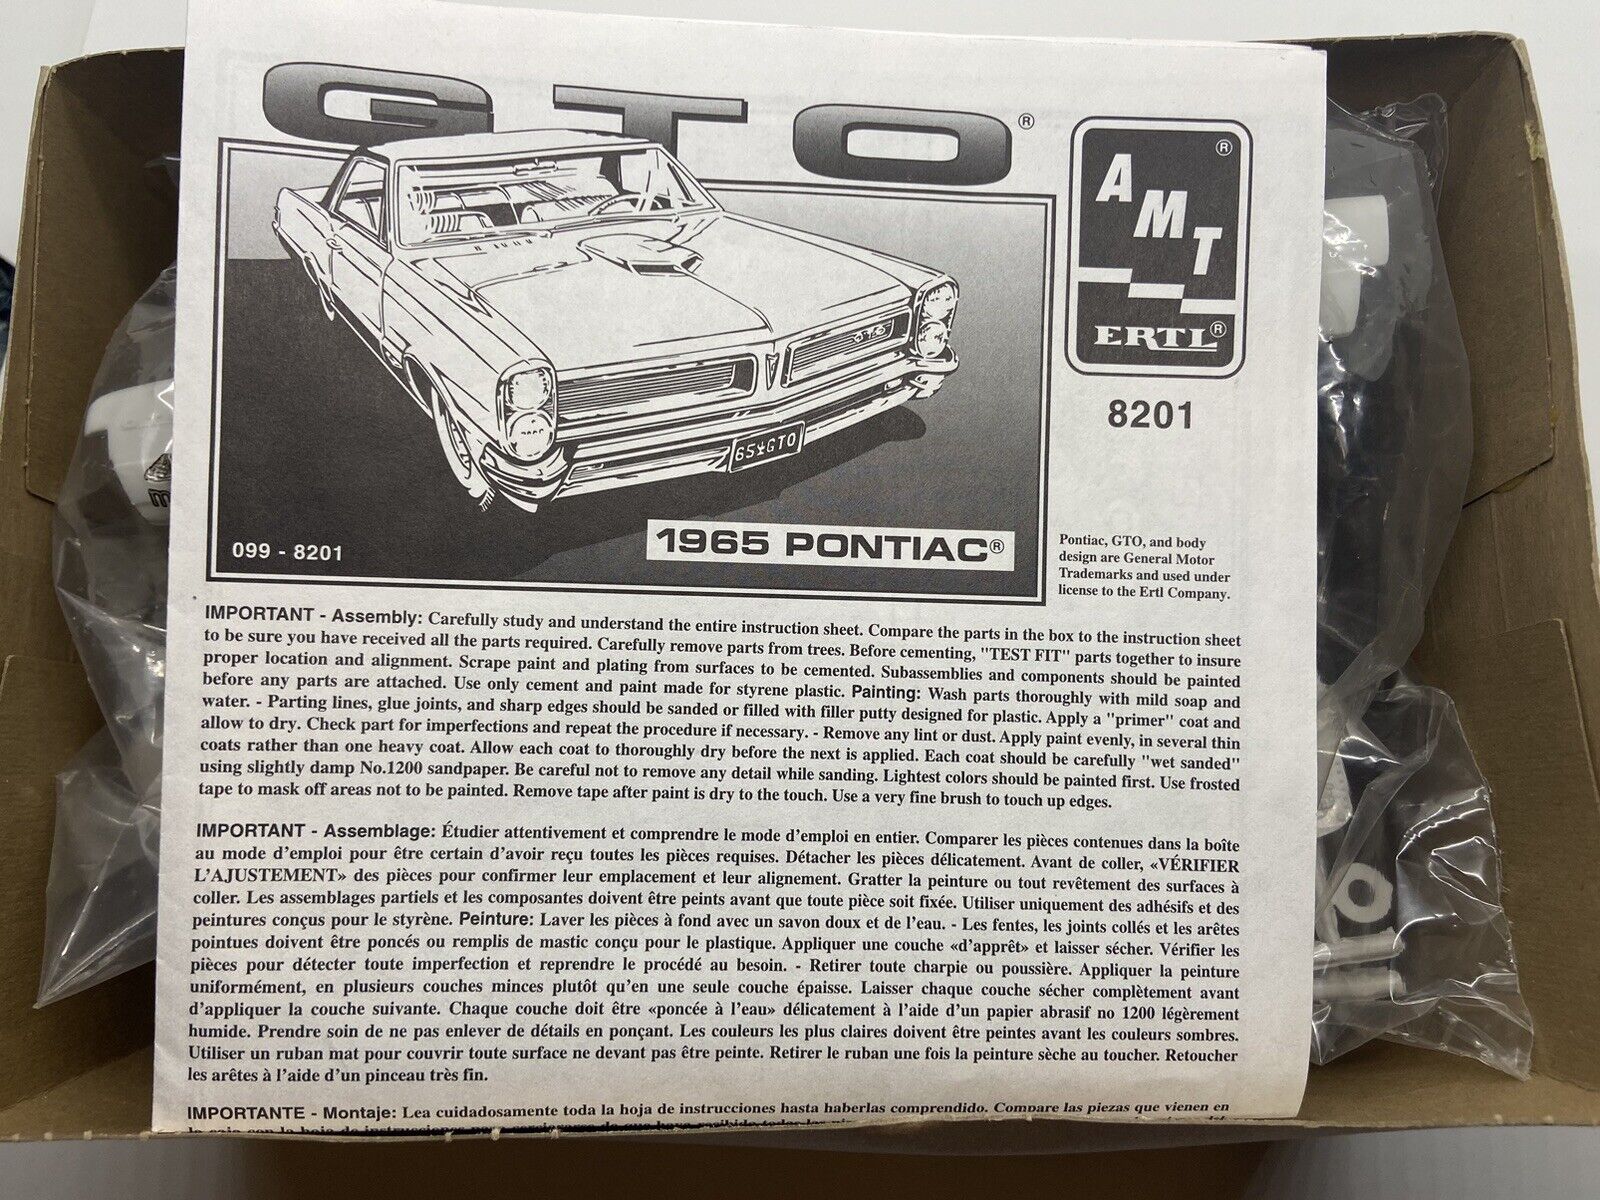 GTO®
AMT®
ERTL®
8201
GTO
65 GTO
099 - 8201
1965 PONTIAC®
Pontiac, GTO, and body
design are General Motor
Trademarks and used under
license to the Ertl Company.
IMPORTANT - Assembly: Carefully study and understand the entire instruction sheet. Compare the parts in the box to the instruction sheet
to be sure you have received all the parts required. Carefully remove parts from trees. Before cementing, "TEST FIT" parts together to insure
proper location and alignment. Scrape paint and plating from surfaces to be cemented. Subassemblies and components should be painted
before any parts are attached. Use only cement and paint made for styrene plastic. Painting: Wash parts thoroughly with mild soap and
water. - Parting lines, glue joints, and sharp edges should be sanded or filled with filler putty designed for plastic. Apply a "primer" coat and
allow to dry. Check part for imperfections and repeat the procedure if necessary. - Remove any lint or dust. Apply paint evenly, in several thin
coats rather than one heavy coat. Allow each coat to thoroughly dry before the next is applied. Each coat should be carefully "wet sanded"
using slightly damp No.1200 sandpaper. Be careful not to remove any detail while sanding. Lightest colors should be painted first. Use frosted
tape to mask off areas not to be painted. Remove tape after paint is dry to the touch. Use a very fine brush to touch up edges.
IMPORTANT - Assemblage: Étudier attentivement et comprendre le mode d'emploi en entier. Comparer les pièces contenues dans la boîte
au mode d'emploi pour être certain d'avoir reçu toutes les pièces requises. Détacher les pièces délicatement. Avant de coller, «VÉRIFIER
L'AJUSTEMENT» des pièces pour confirmer leur emplacement et leur alignement. Gratter la peinture ou tout revêtement des surfaces à
coller. Les assemblages partiels et les composantes doivent être peints avant que toute pièce soit fixée. Utiliser uniquement des adhésifs et des
peintures conçus pour le styrène. Peinture: Laver les pièces à fond avec un savon doux et de l'eau. - Les fentes, les joints collés et les arêtes
pointues doivent être poncés ou remplis de mastic conçu pour le plastique. Appliquer une couche «d'apprêt» et laisser sécher. Vérifier les
pièces pour détecter toute imperfection et reprendre le procédé au besoin. - Retirer toute charpie ou poussière. Appliquer la peinture
uniformément, en plusieurs couches minces plutôt qu'en une seule couche épaisse. Laisser chaque couche sécher complètement avant
d'appliquer la couche suivante. Chaque couche doit être «poncée à l'eau» délicatement à l'aide d'un papier abrasif no 1200 légèrement
humide. Prendre soin de ne pas enlever de détails en ponçant. Les couleurs les plus claires doivent être peintes avant les couleurs sombres.
Utiliser un ruban mat pour couvrir toute surface ne devant pas être peinte. Retirer le ruban une fois la peinture sèche au toucher. Retoucher
les arêtes à l'aide d'un pinceau très fin.
IMPORTANTE - Montaje: Lea cuidadosamente toda la hoja de instrucciones hasta haberlas comprendido. Compare las piezas que vienen en
la caja con la hoja de instrucciones para